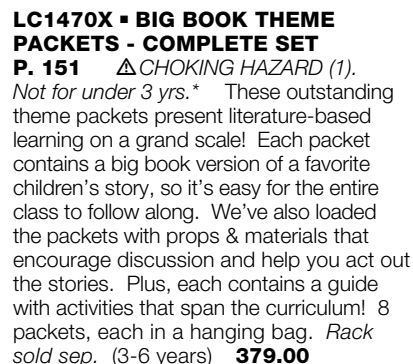 LC1470X ▪ BIG BOOK THEME
PACKETS - COMPLETE SET
P. 151 ⚠CHOKING HAZARD (1).
Not for under 3 yrs.* These outstanding
theme packets present literature-based
learning on a grand scale! Each packet
contains a big book version of a favorite
children’s story, so it’s easy for the entire
class to follow along. We’ve also loaded
the packets with props & materials that
encourage discussion and help you act out
the stories. Plus, each contains a guide
with activities that span the curriculum! 8
packets, each in a hanging bag. Rack
sold sep. (3-6 years) 379.00